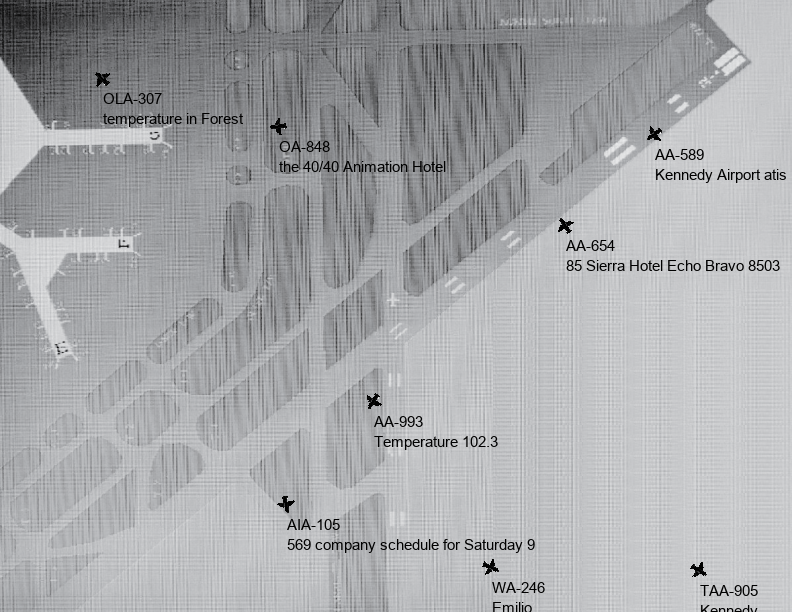 OLA-307
temperature in Forest
OA-848
the 40/40 Animation Hotel
AA-589
Kennedy Airport atis
AA-654
85 Sierra Hotel Echo Bravo 8503
AA-993
Temperature 102.3
AIA-105
569 company schedule for Saturday 9
WA-246
Emilio
TAA-905
Kennedy